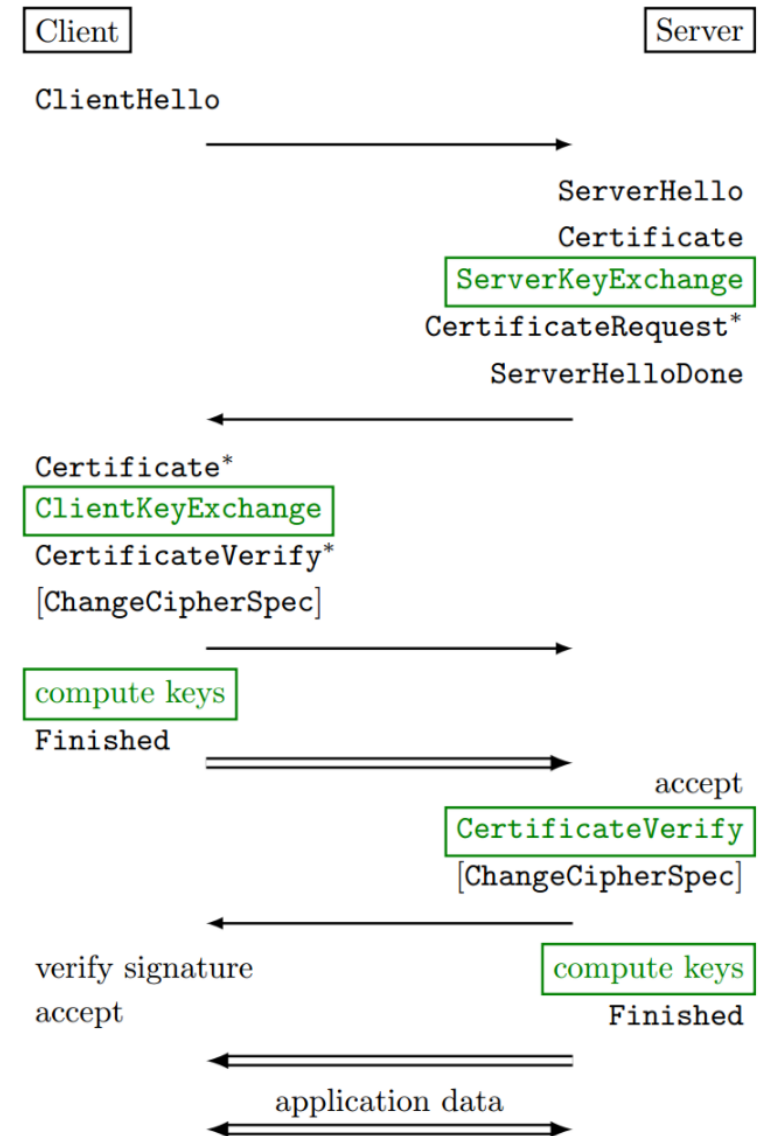 Client
Server
ClientHello
ServerHello
Certificate
ServerKeyExchange
CertificateRequest*
ServerHelloDone
Certificate*
ClientKeyExchange
CertificateVerify*
[ChangeCipherSpec]
compute keys
Finished
accept
CertificateVerify
[ChangeCipherSpec]
verify signature
compute keys
accept
Finished
application data